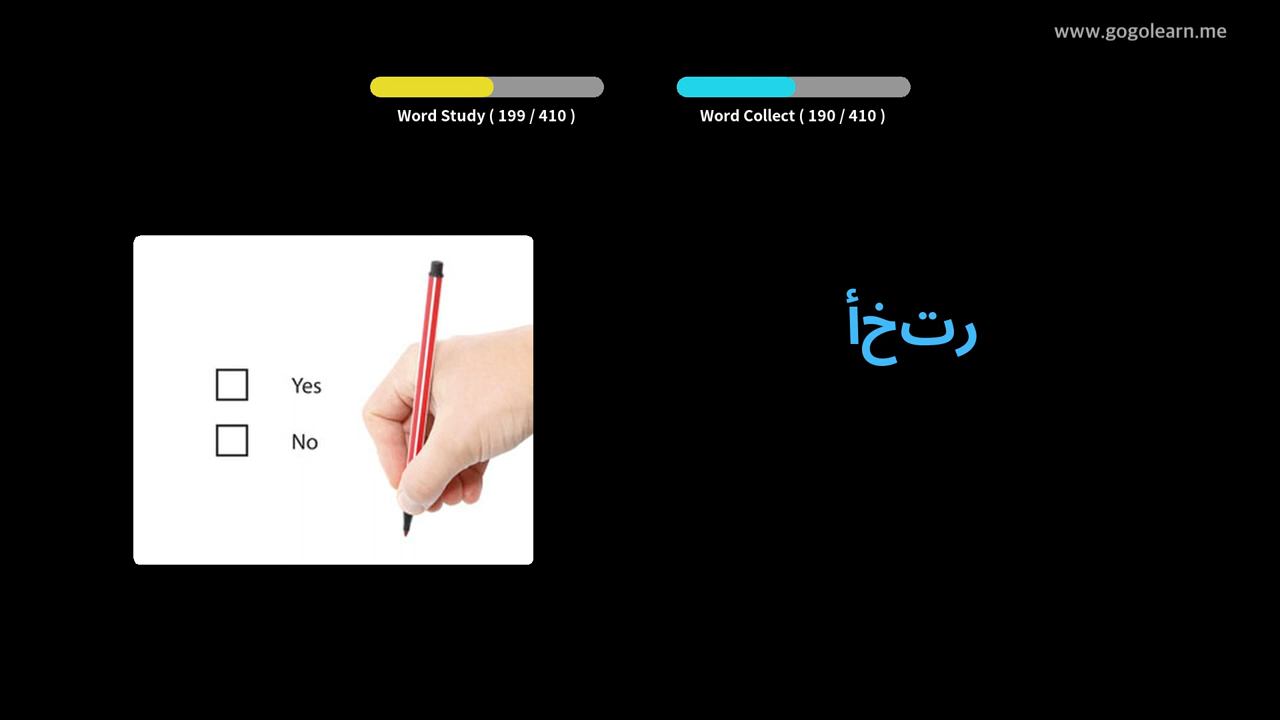 www.gogolearn.me
Word Study ( 199 / 410 )
Word Collect ( 190 / 410 )
رتخأ
Yes
No